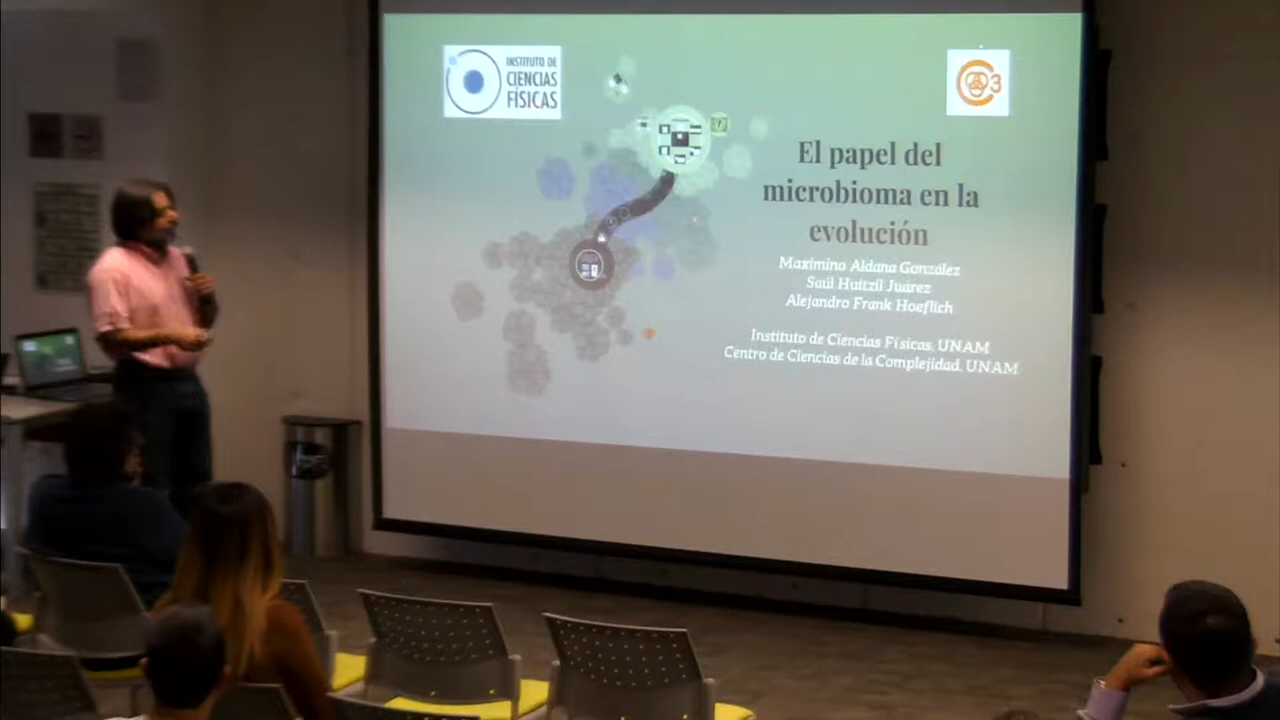 INSTITUTO DE
CIENCIAS
FÍSICAS
C3
El papel del
microbioma en la
evolución
Maximino Aldana González
Saúl Huitzil Juárez
Alejandro Frank Hoeflich
Instituto de Ciencias Físicas, UNAM
Centro de Ciencias de la Complejidad, UNAM